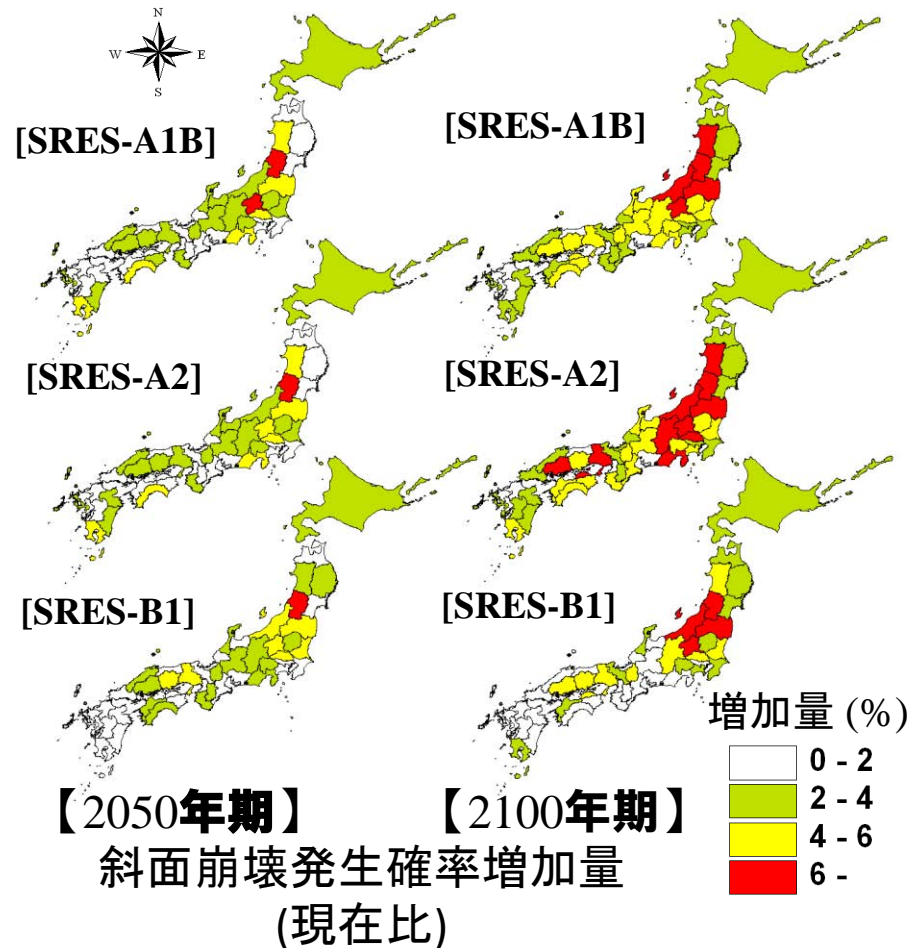 N
W E
S
[SRES-A1B]
[SRES-A1B]
[SRES-A2]
[SRES-A2]
[SRES-B1]
[SRES-B1]
増加量 (%)
0 - 2
2 - 4
4 - 6
6 -
【2050年期】
【2100年期】
斜面崩壊発生確率増加量
(現在比)